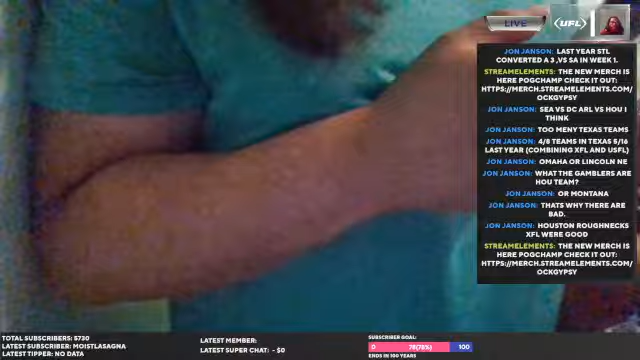 LIVE
UFL
JON JANSON: LAST YEAR STL
CONVERTED A 3 ,VS SA IN WEEK 1.
STREAMELEMENTS: THE NEW MERCH IS
HERE POGCHAMP CHECK IT OUT:
HTTPS://MERCH.STREAMELEMENTS.COM/
OCKGYPSY
JON JANSON: SEA VS DC ARL VS HOU I
THINK
JON JANSON: TOO MENY TEXAS TEAMS
JON JANSON: 4/8 TEAMS IN TEXAS 5/16
LAST YEAR (COMBINING XFL AND USFL)
JON JANSON: OMAHA OR LINCOLN NE
JON JANSON: WHAT THE GAMBLERS ARE
HOU TEAM?
JON JANSON: OR MONTANA
JON JANSON: THATS WHY THERE ARE
BAD.
JON JANSON: HOUSTON ROUGHNECKS
XFL WERE GOOD
STREAMELEMENTS: THE NEW MERCH IS
HERE POGCHAMP CHECK IT OUT:
HTTPS://MERCH.STREAMELEMENTS.COM/
OCKGYPSY
TOTAL SUBSCRIBERS: 5730
LATEST SUBSCRIBER: MOISTLASAGNA
LATEST TIPPER: NO DATA
LATEST MEMBER:
LATEST SUPER CHAT: - $0
SUBSCRIBER GOAL:
0 78(78%) 100
ENDS IN 100 YEARS